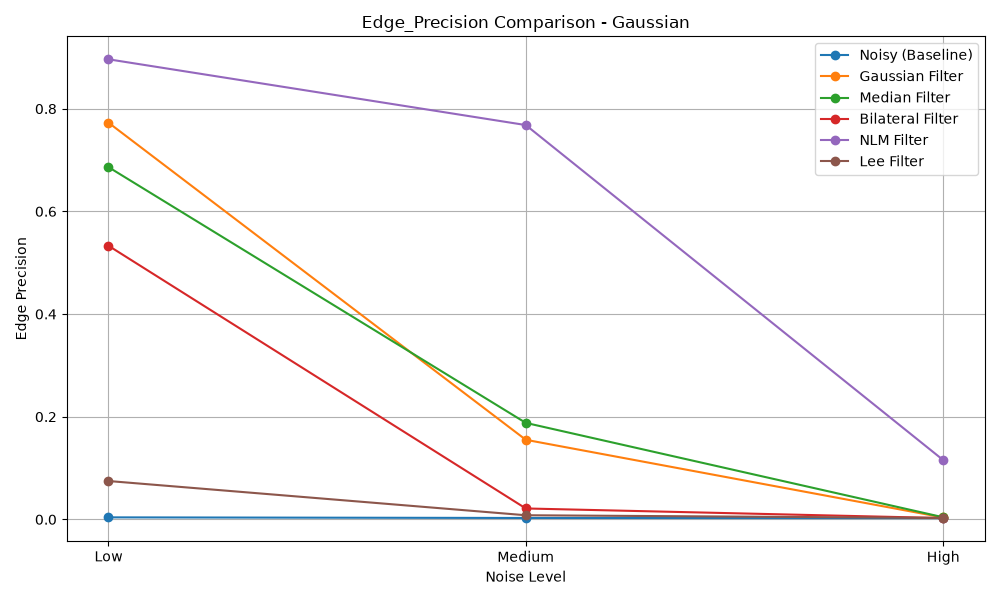 Edge_Precision Comparison - Gaussian
Noisy (Baseline)
Gaussian Filter
Median Filter
Bilateral Filter
NLM Filter
Lee Filter
Edge Precision
0.8
0.6
0.4
0.2
0.0
Low Medium High
Noise Level